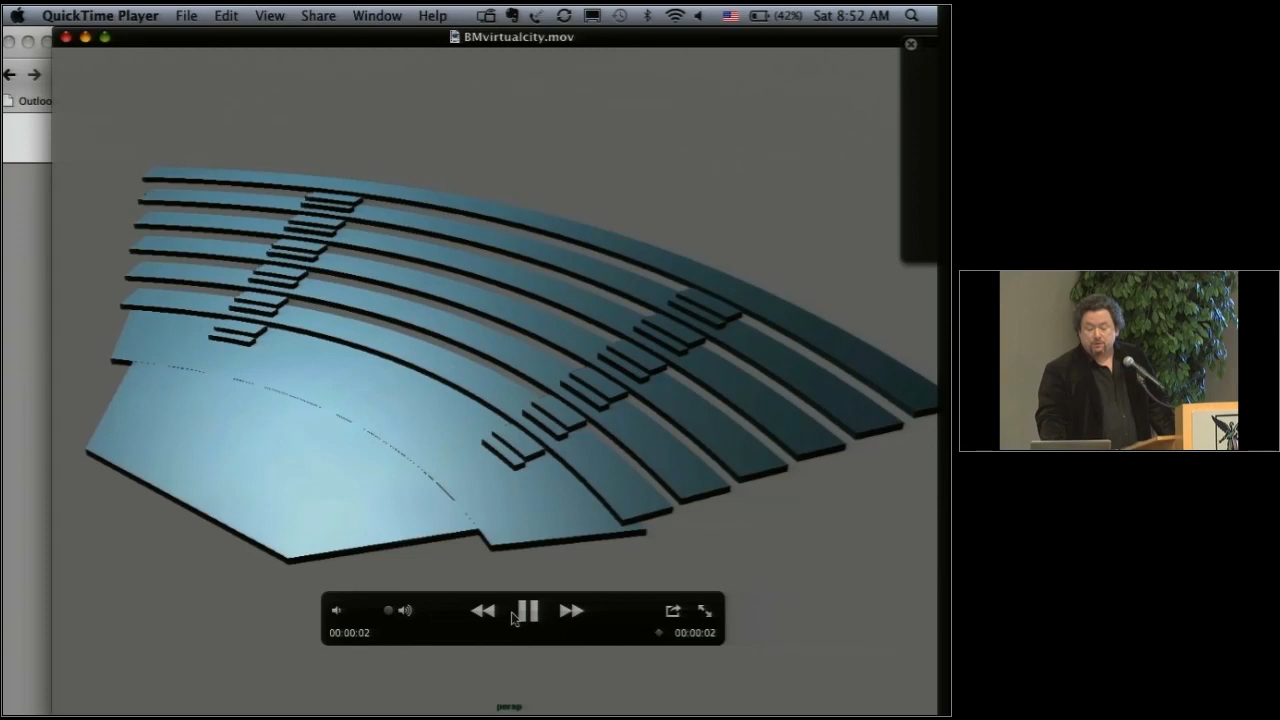 QuickTime Player File Edit View Share Window Help (42%) Sat 8:52 AM
BMvirtualcity.mov
Outloo
00:00:02 00:00:02
persp